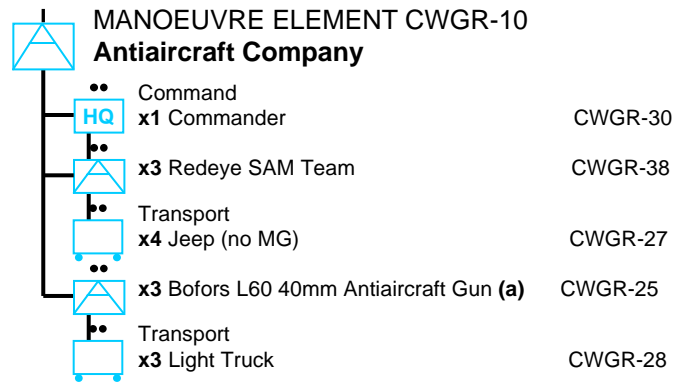 MANOEUVRE ELEMENT CWGR-10
Antiaircraft Company
Command
HQ x1 Commander CWGR-30
x3 Redeye SAM Team CWGR-38
Transport
x4 Jeep (no MG) CWGR-27
x3 Bofors L60 40mm Antiaircraft Gun (a) CWGR-25
Transport
x3 Light Truck CWGR-28